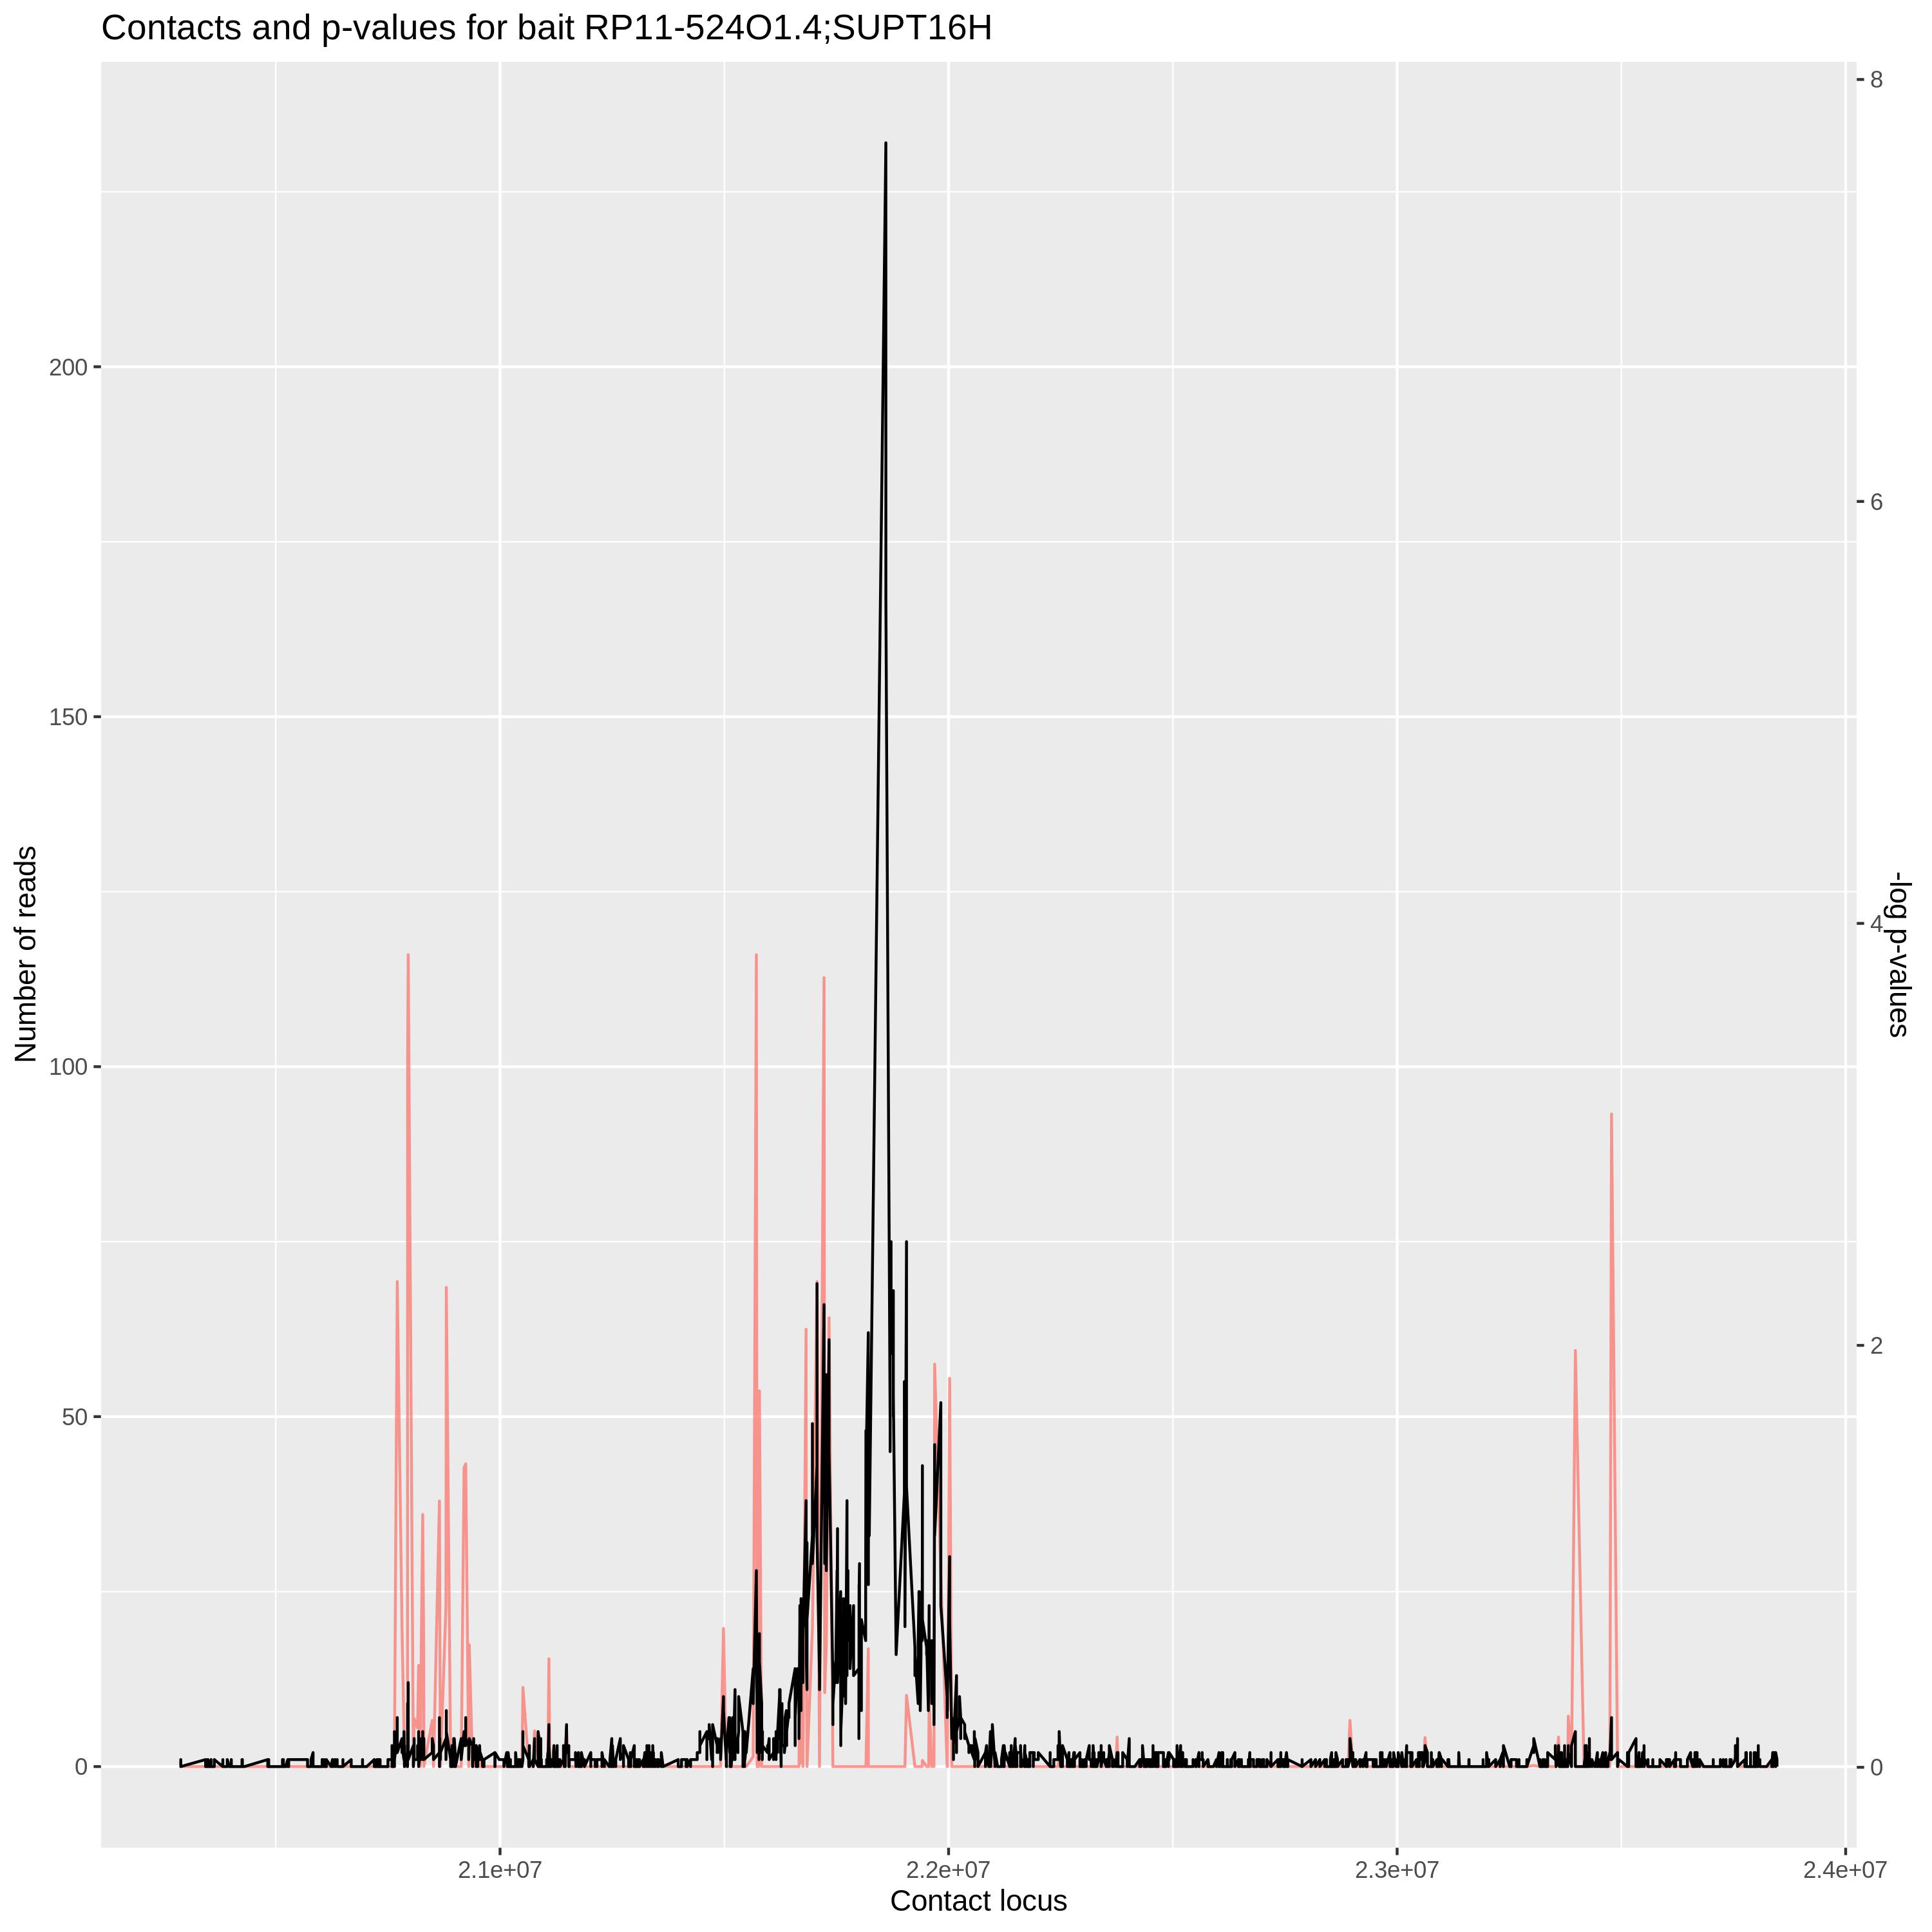 Contacts and p-values for bait RP11-524O1.4;SUPT16H
8
200
6
150
Number of reads
-log p-values
4
100
2
50
0
0
2.1e+07
2.2e+07
2.3e+07
2.4e+07
Contact locus